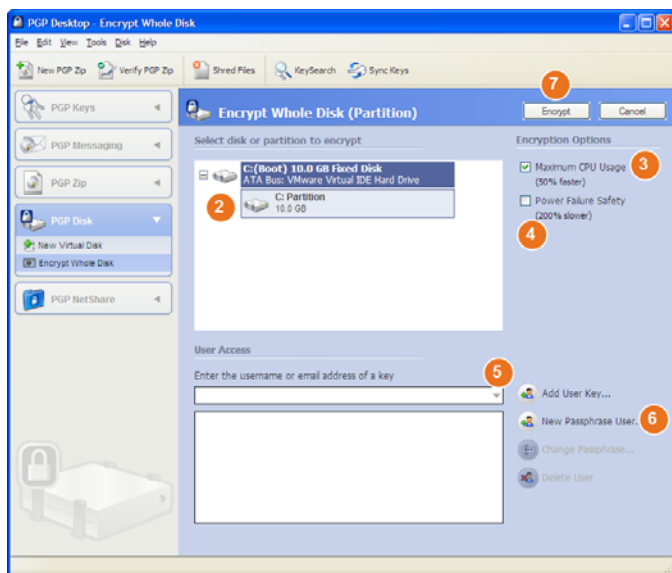 PGP Desktop - Encrypt Whole Disk
File Edit View Tools Disk Help
New PGP Zip Verify PGP Zip Shred Files KeySearch Sync Keys
7
PGP Keys
Encrypt Whole Disk (Partition)
Encrypt Cancel
PGP Messaging
Select disk or partition to encrypt
Encryption Options
C:(Boot) 10.0 GB Fixed Disk
ATA Bus: VMware Virtual IDE Hard Drive
Maximum CPU Usage 3
(50% faster)
PGP Zip
2 C: Partition
10.0 GB
Power Failure Safety
(200% slower)
4
PGP Disk
New Virtual Disk
Encrypt Whole Disk
PGP NetShare
User Access
Enter the username or email address of a key
5
Add User Key...
New Passphrase User... 6
Change Passphrase...
Delete User